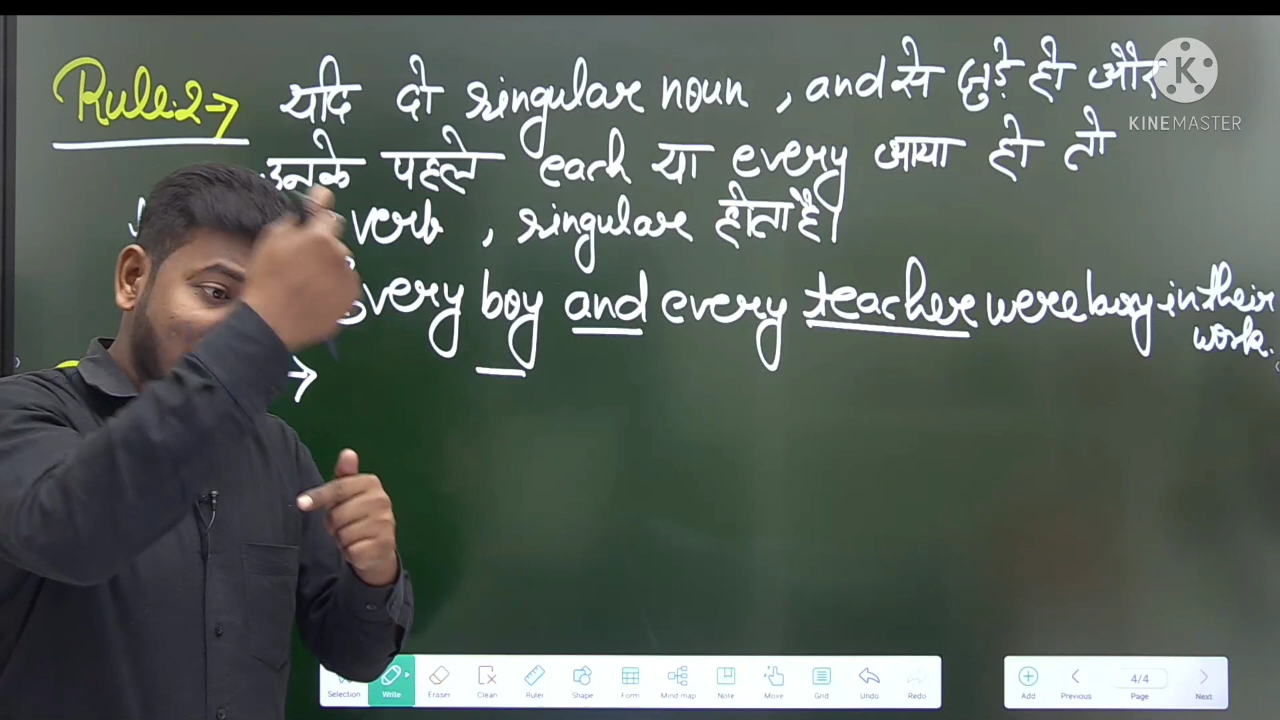 Rule:2→ यदि दो singular noun , and से जुड़े हो और
उनके पहले each या every आया हो तो
verb , singular होता है।
Every boy and every teacher were busy in their
work.
K
KINEMASTER
Selection Write Eraser Clean Ruler Shape Form Mind map Note Move Grid Undo Redo
Add Previous 4/4 Page Next